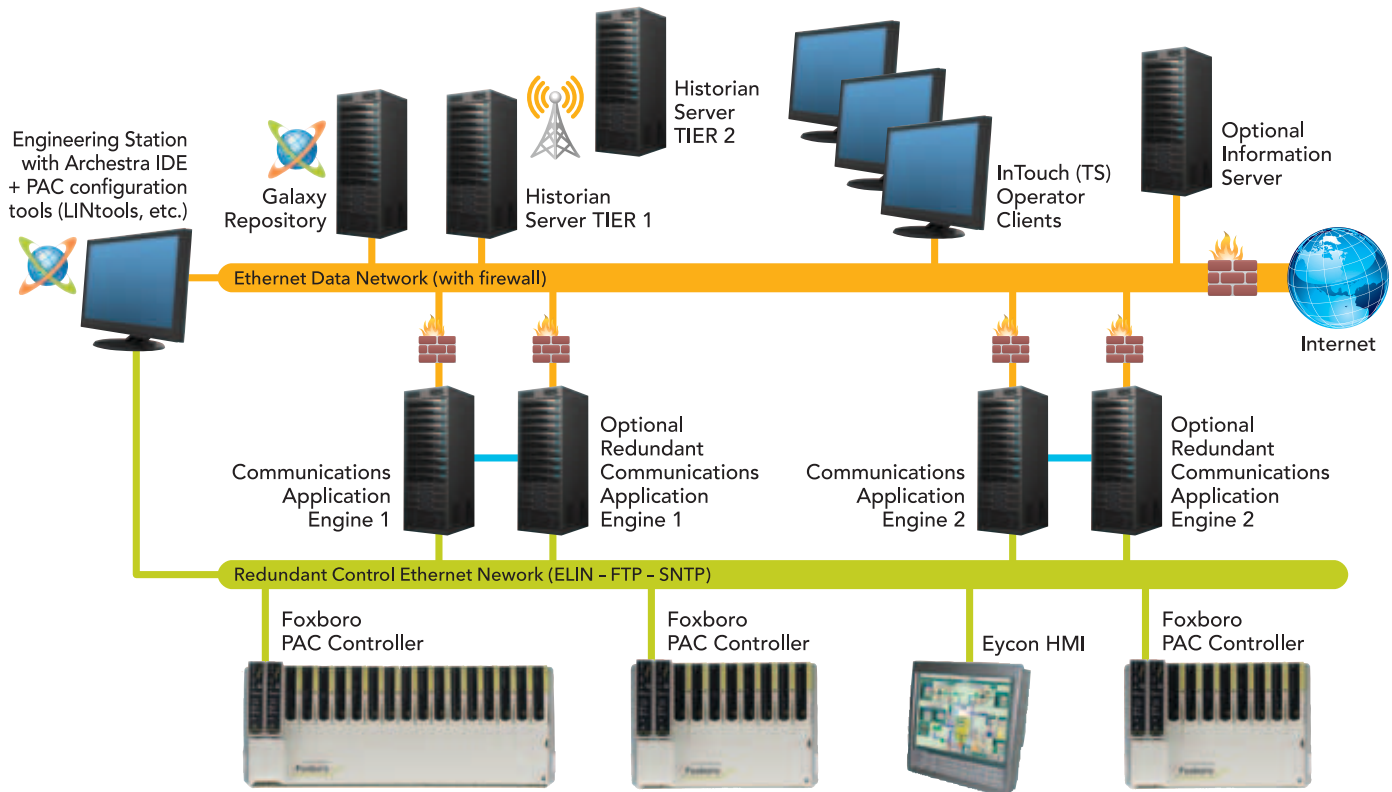 Engineering Station
with Archestra IDE
+ PAC configuration
tools (LINtools, etc.)
Galaxy
Repository
Historian
Server TIER 1
Historian
Server
TIER 2
InTouch (TS)
Operator
Clients
Optional
Information
Server
Ethernet Data Network (with firewall)
Internet
Communications
Application
Engine 1
Optional
Redundant
Communications
Application
Engine 1
Communications
Application
Engine 2
Optional
Redundant
Communications
Application
Engine 2
Redundant Control Ethernet Nework (ELIN – FTP – SNTP)
Foxboro
PAC Controller
Foxboro
PAC Controller
Eycon HMI
Foxboro
PAC Controller
Foxboro
Foxboro
Foxboro